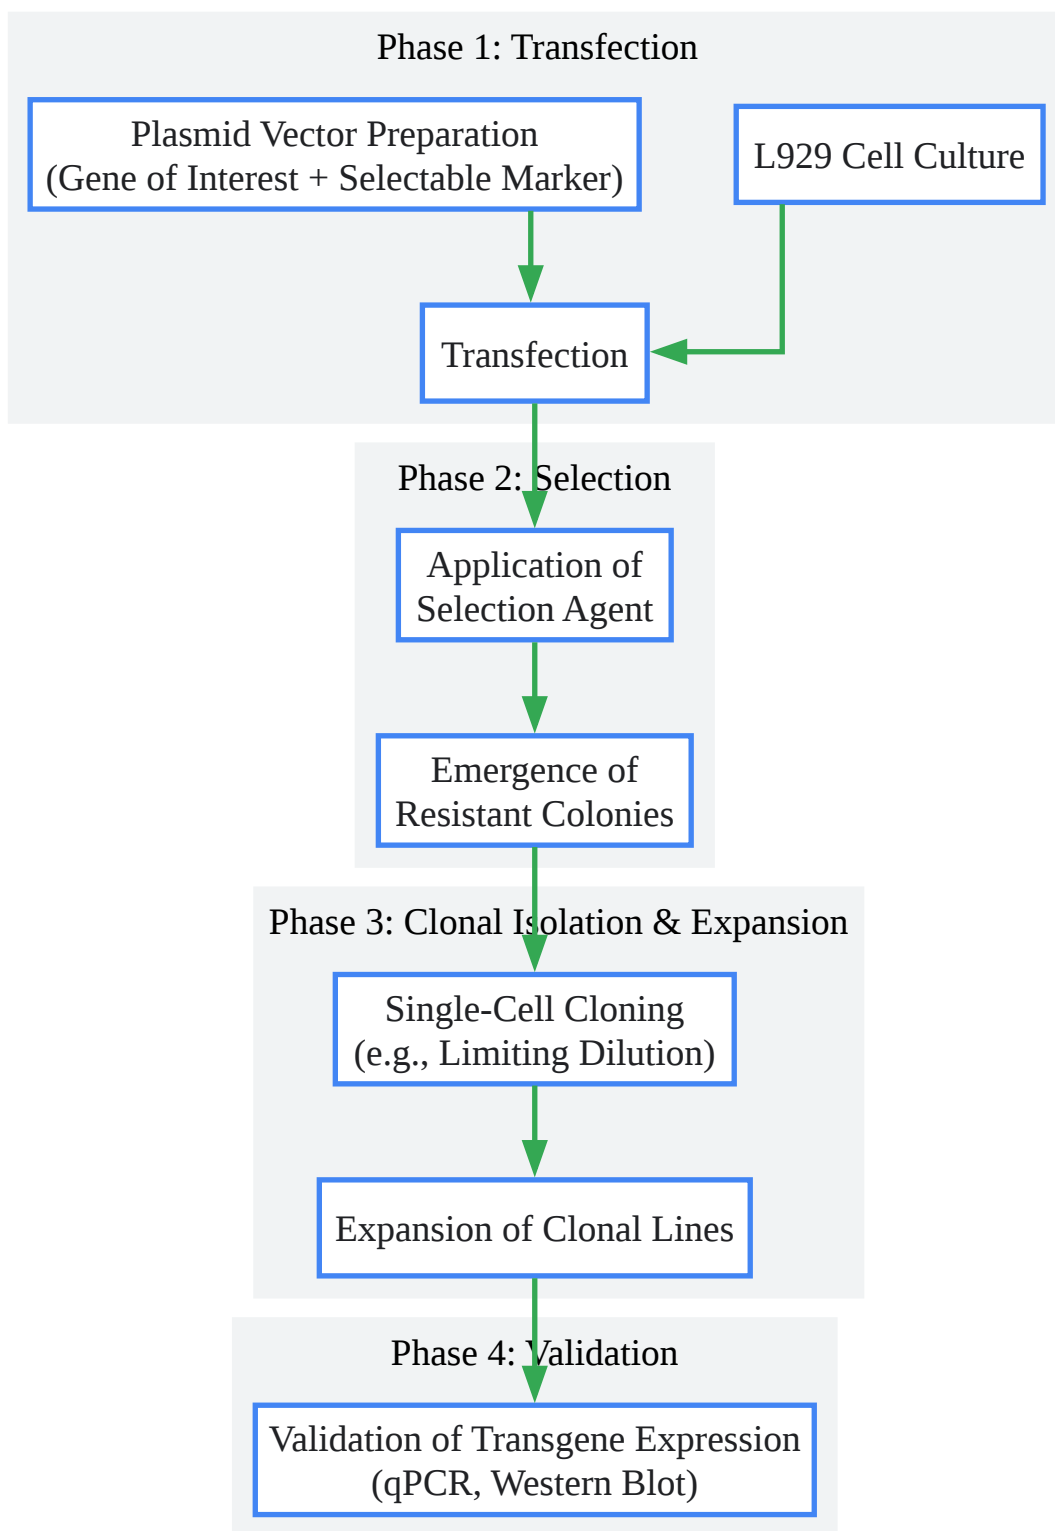 Phase 1: Transfection
Plasmid Vector Preparation
(Gene of Interest + Selectable Marker)
L929 Cell Culture
Transfection
Phase 2: Selection
Application of
Selection Agent
Emergence of
Resistant Colonies
Phase 3: Clonal Isolation & Expansion
Single-Cell Cloning
(e.g., Limiting Dilution)
Expansion of Clonal Lines
Phase 4: Validation
Validation of Transgene Expression
(qPCR, Western Blot)